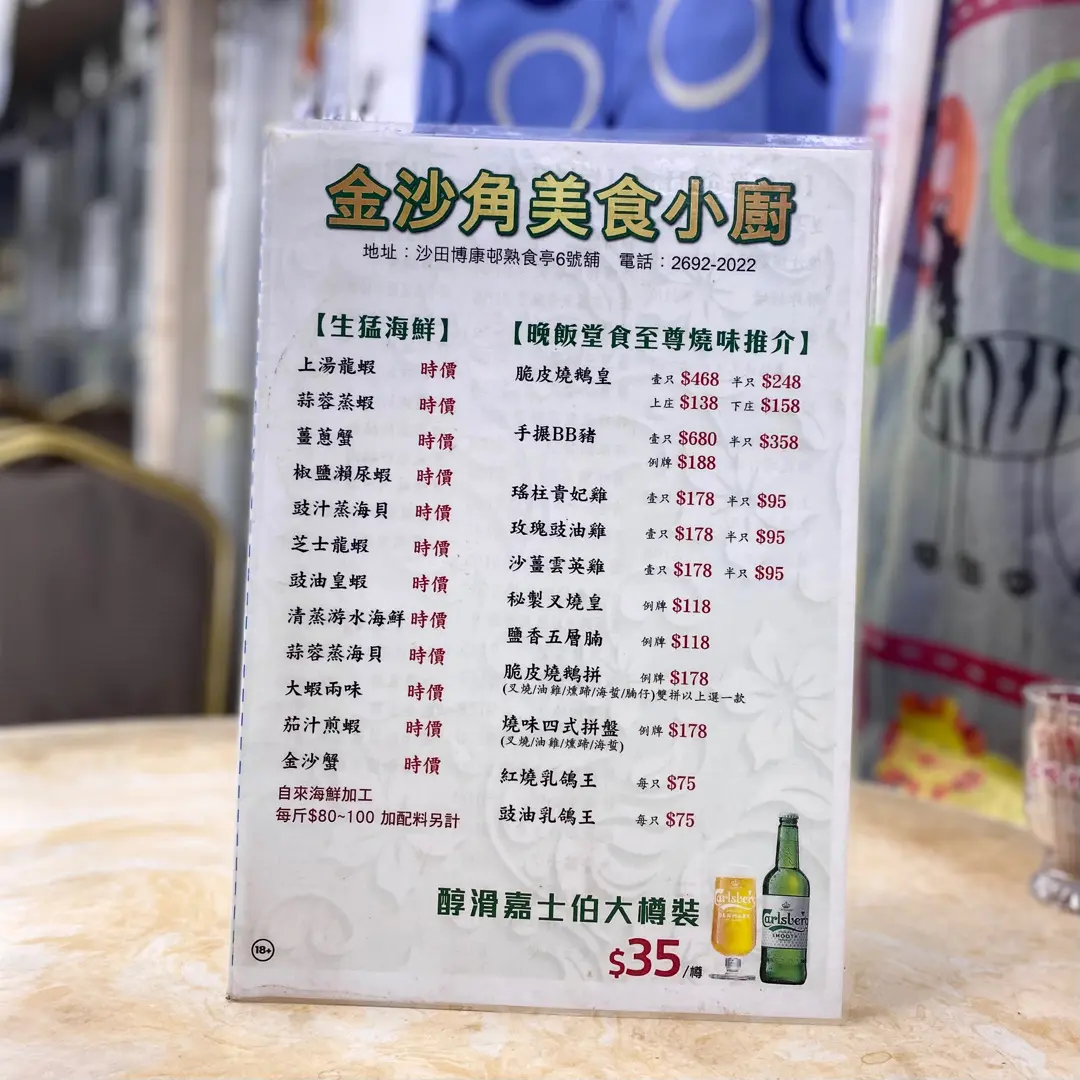 金沙角美食小廚
地址：沙田博康邨熟食亭6號舖 電話：2692-2022
【生猛海鮮】
上湯龍蝦 時價
蒜蓉蒸蝦 時價
薑蔥蟹 時價
椒鹽瀨尿蝦 時價
豉汁蒸海貝 時價
芝士龍蝦 時價
豉油皇蝦 時價
清蒸游水海鮮 時價
蒜蓉蒸海貝 時價
大蝦兩味 時價
茄汁煎蝦 時價
金沙蟹 時價
自來海鮮加工
每斤$80~100 加配料另計
【晚飯堂食至尊燒味推介】
脆皮燒鵝皇 壹只 $468 半只 $248
上庄 $138 下庄 $158
手搌BB豬 壹只 $680 半只 $358
例牌 $188
瑤柱貴妃雞 壹只 $178 半只 $95
玫瑰豉油雞 壹只 $178 半只 $95
沙薑雲英雞 壹只 $178 半只 $95
秘製叉燒皇 例牌 $118
鹽香五層腩 例牌 $118
脆皮燒鵝拼 例牌 $178
(叉燒/油雞/燻蹄/海蜇/腩仔)雙拼以上選一款
燒味四式拼盤 例牌 $178
(叉燒/油雞/燻蹄/海蜇)
紅燒乳鴿王 每只 $75
豉油乳鴿王 每只 $75
醇滑嘉士伯大樽裝
$35/樽
18+
Carlsberg
DENMARK
Carlsberg
SMOOTH